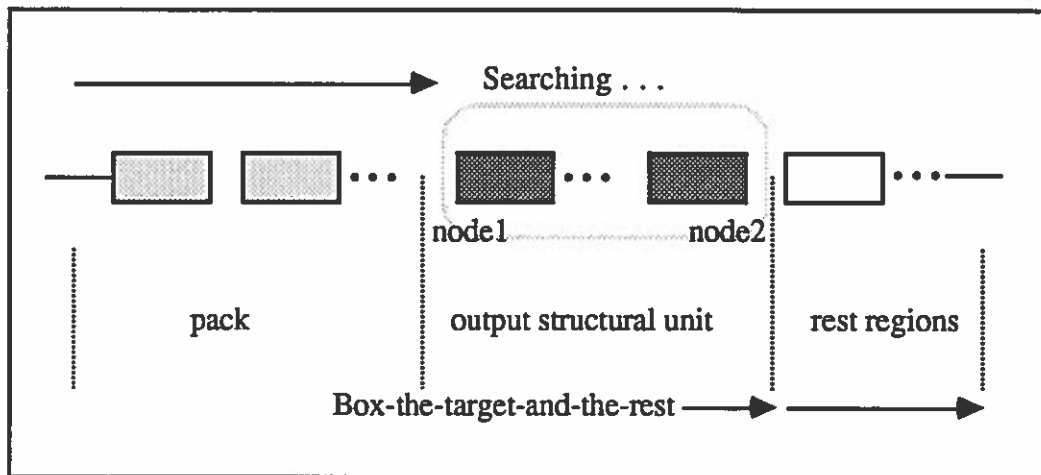 Searching . . .
node1 node2
pack output structural unit rest regions
Box-the-target-and-the-rest